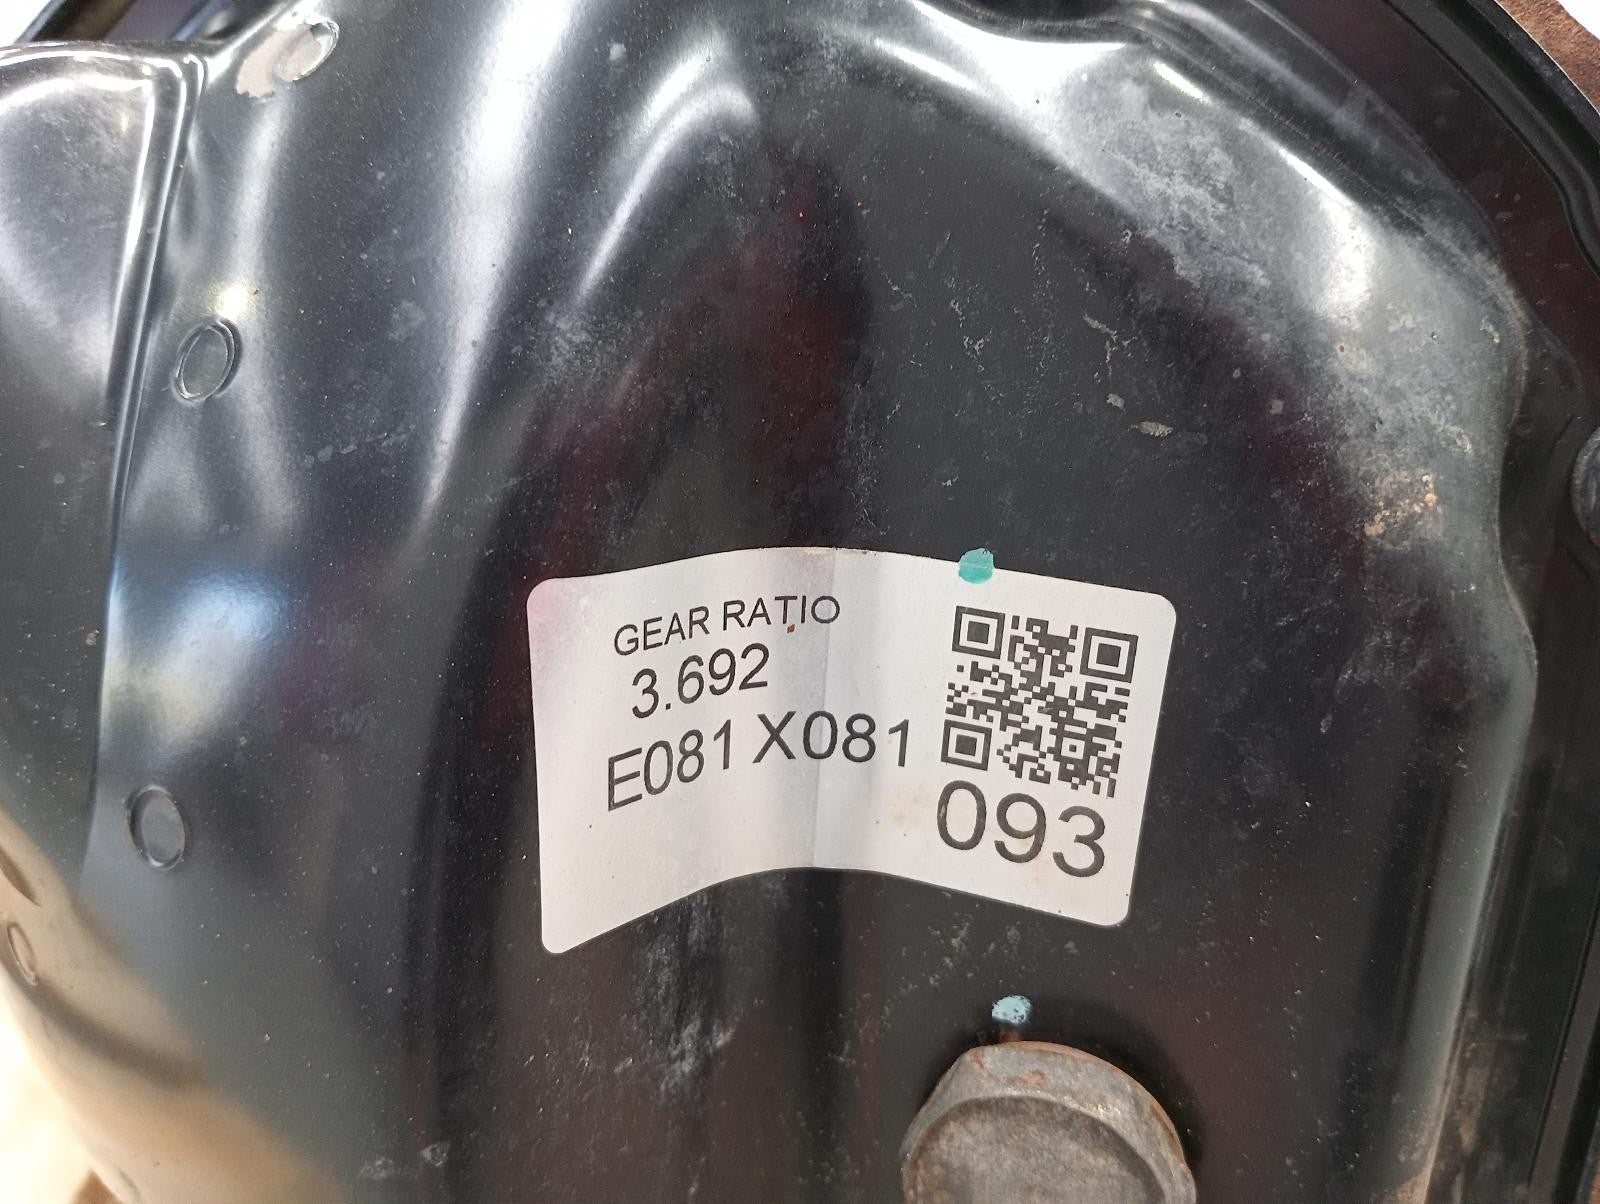 GEAR RATIO
3.692
E081 X081
093